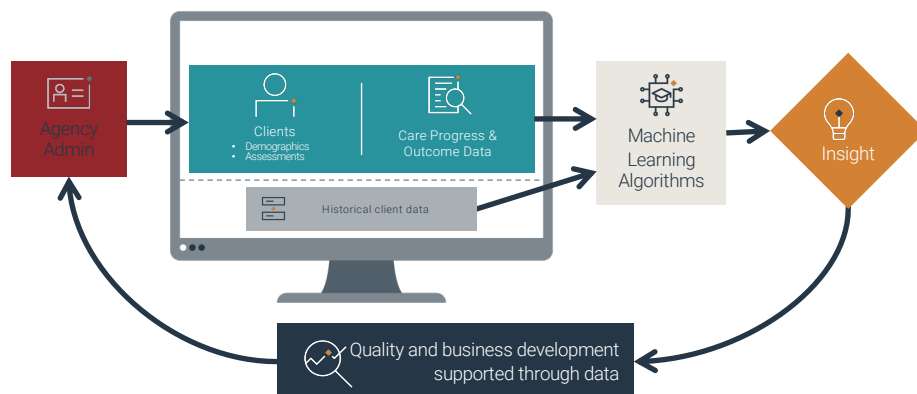 Agency
Admin
Clients
• Demographics
• Assessments
Care Progress &
Outcome Data
Historical client data
Machine
Learning
Algorithms
Insight
Quality and business development
supported through data